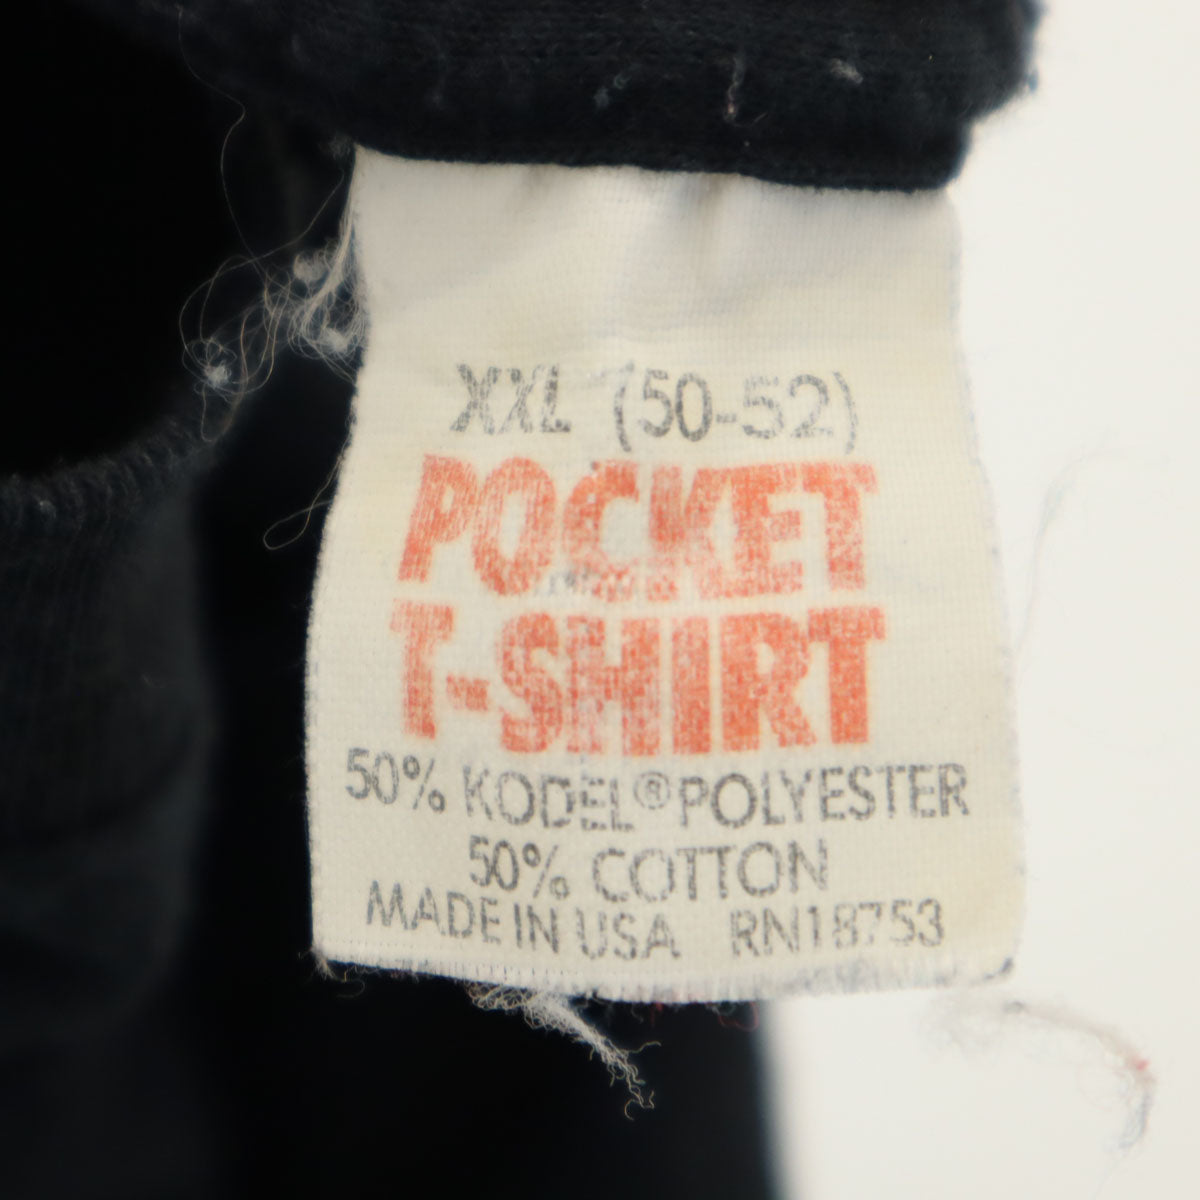 XXL (50-52)
POCKET
T-SHIRT
50% KODEL® POLYESTER
50% COTTON
MADE IN USA RN18753